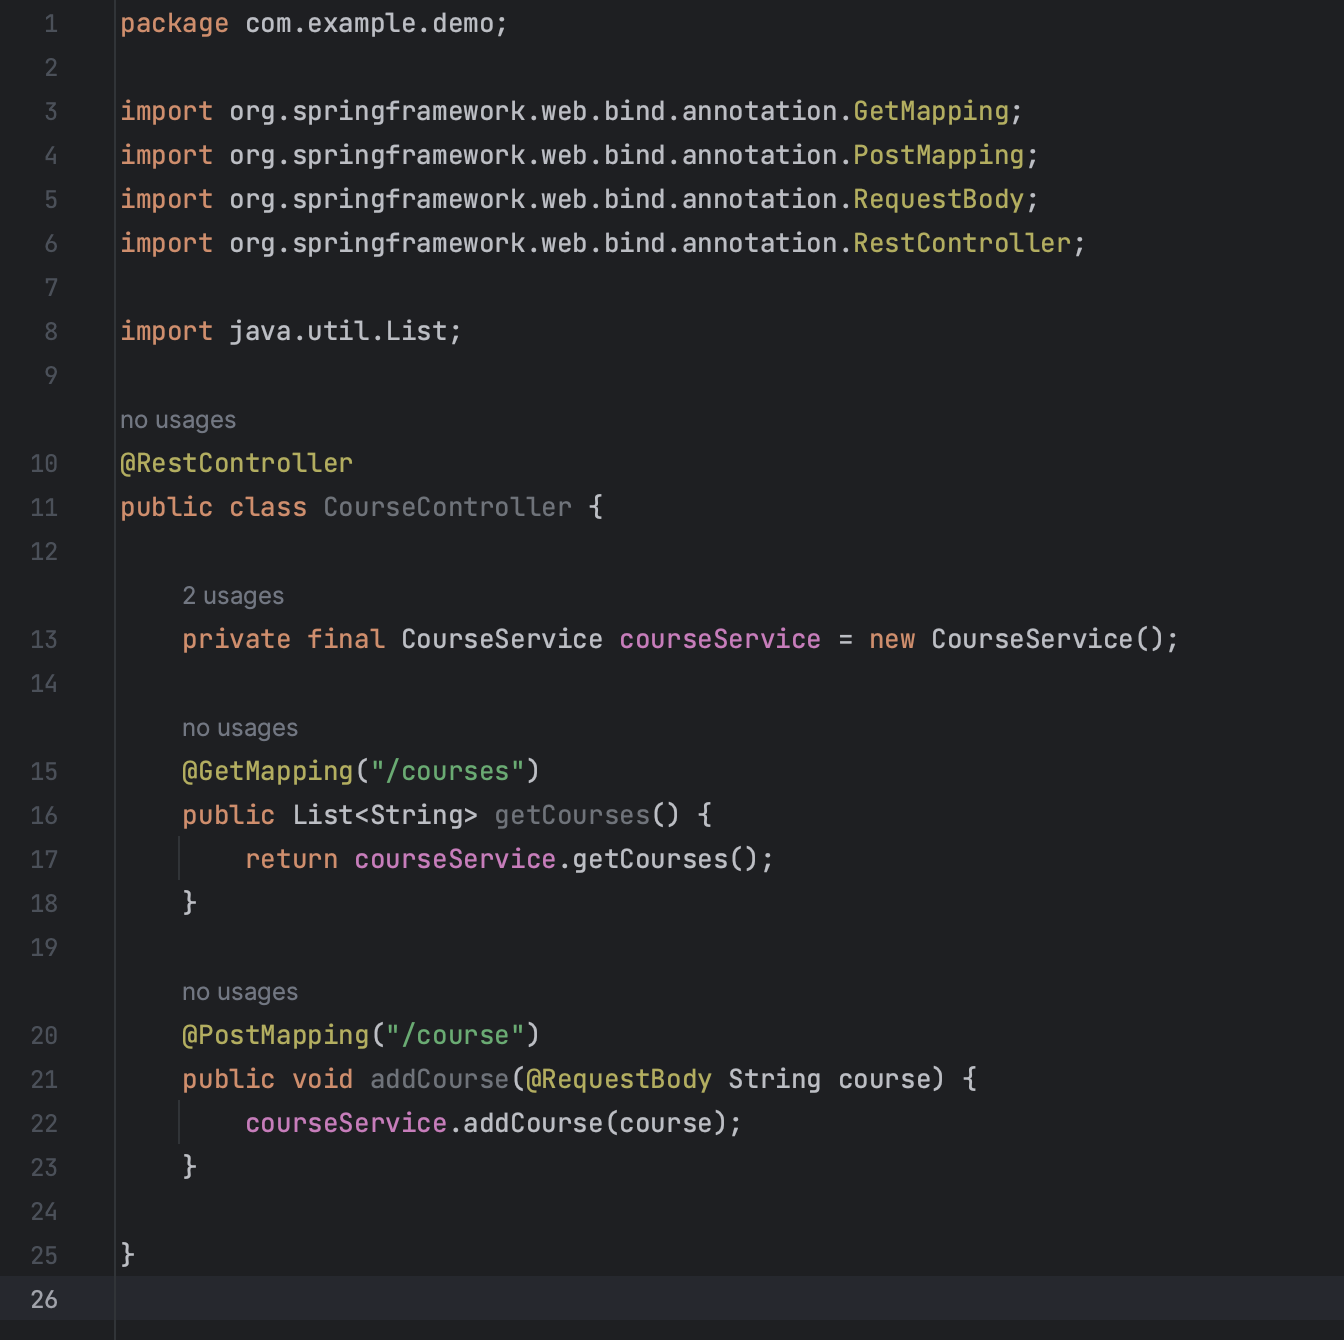 1 package com.example.demo;
2
3 import org.springframework.web.bind.annotation.GetMapping;
4 import org.springframework.web.bind.annotation.PostMapping;
5 import org.springframework.web.bind.annotation.RequestBody;
6 import org.springframework.web.bind.annotation.RestController;
7
8 import java.util.List;
9
no usages
10 @RestController
11 public class CourseController {
12
2 usages
13 private final CourseService courseService = new CourseService();
14
no usages
15 @GetMapping("/courses")
16 public List<String> getCourses() {
17 return courseService.getCourses();
18 }
19
no usages
20 @PostMapping("/course")
21 public void addCourse(@RequestBody String course) {
22 courseService.addCourse(course);
23 }
24
25 }
26